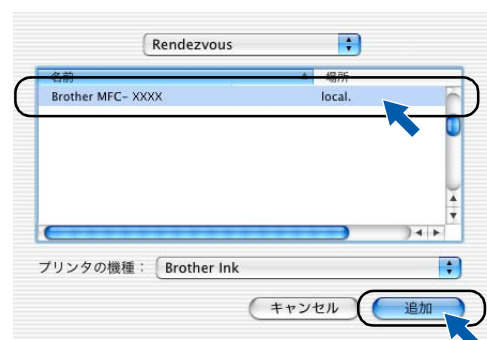 Rendezvous
名前 場所
Brother MFC- XXXX local.
プリンタの機種： Brother Ink
キャンセル 追加